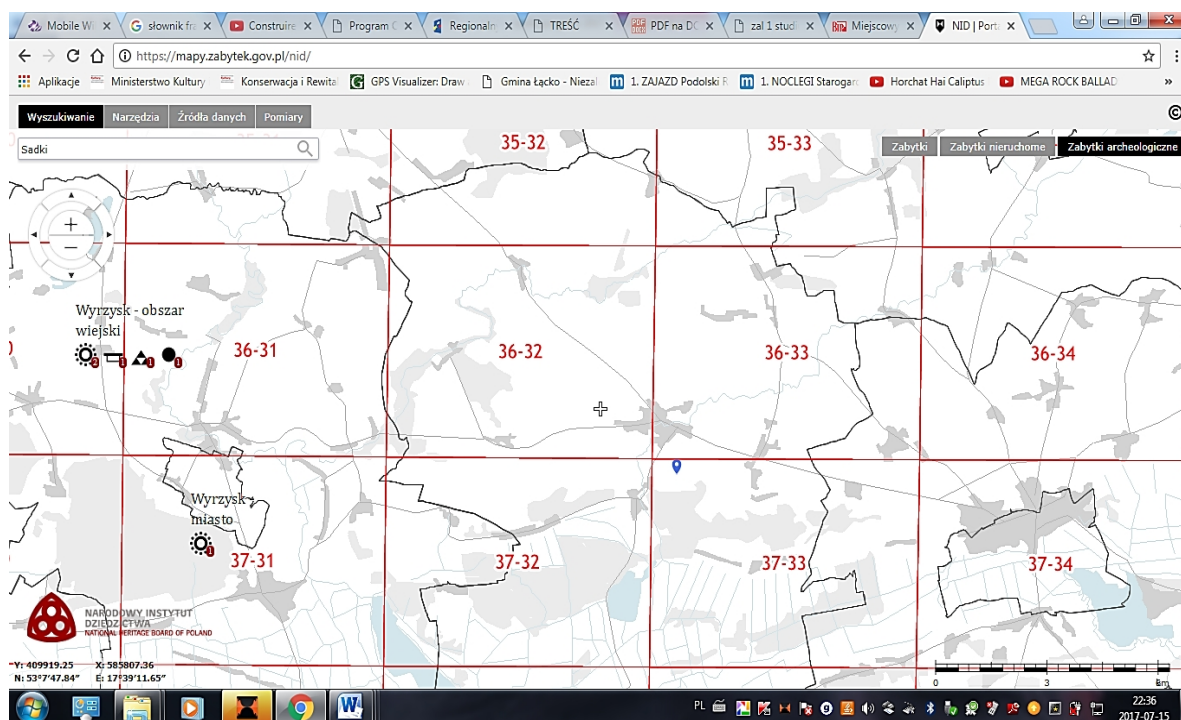 Mobile Wi
słownik fra
Construire
Program C
Regionaln
TREŚĆ
PDF na DC
zal 1 stud
Miejscowy
NID | Port
https://mapy.zabytek.gov.pl/nid/
Aplikacje
Ministerstwo Kultury
Konserwacja i Rewital
GPS Visualizer: Draw
Gmina Łącko - Nieza
1. ZAJAZD Podolski R
1. NOCLEGI Starogar
Horchat Hai Caliptus
MEGA ROCK BALLAD
»
Wyszukiwanie
Narzędzia
Źródła danych
Pomiary
Sadki
Zabytki
Zabytki nieruchome
Zabytki archeologiczne
35-32
35-33
Wyrzysk - obszar
wiejski
36-31
36-32
36-33
36-34
Wyrzysk -
miasto
37-31
37-32
37-33
37-34
NARODOWY INSTYTUT
DZIEDZICTWA
NATIONAL HERITAGE BOARD OF POLAND
Y: 409919.25 X: 585807.36
N: 53°7'47.84" E: 17°39'11.65"
0 3 6m
PL
22:36
2017-07-15